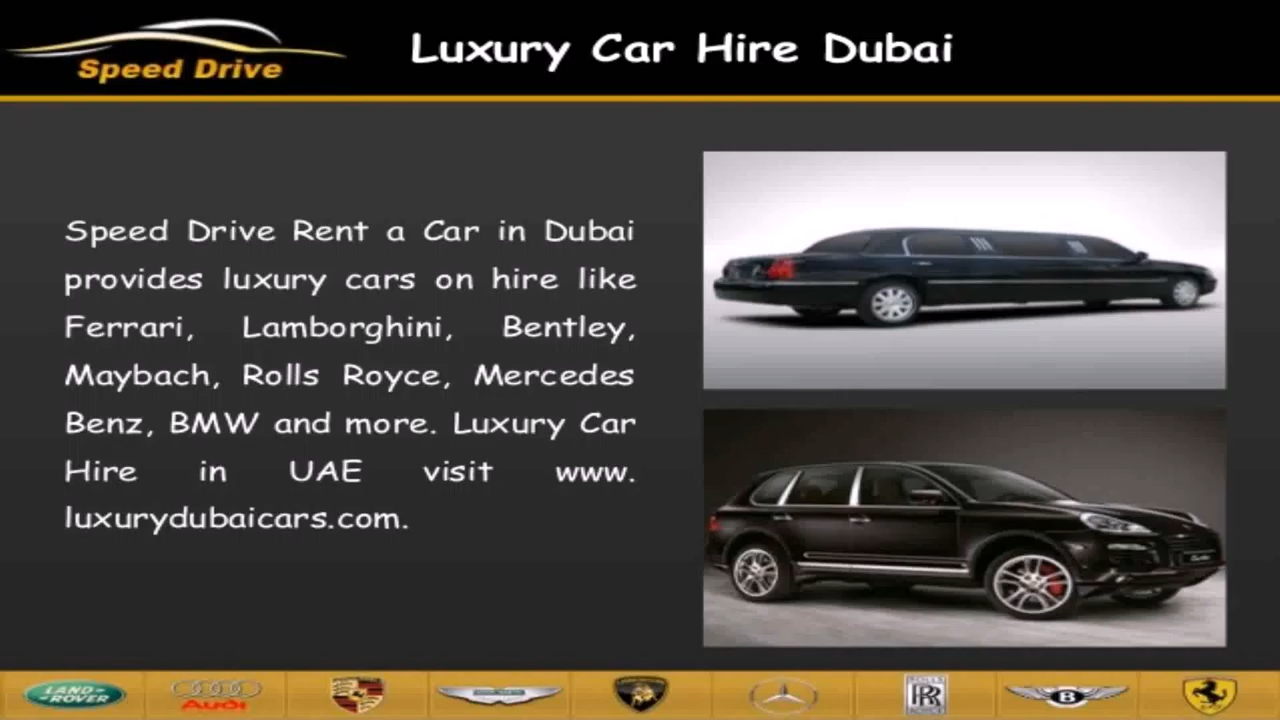 Speed Drive
Luxury Car Hire Dubai
Speed Drive Rent a Car in Dubai
provides luxury cars on hire like
Ferrari, Lamborghini, Bentley,
Maybach, Rolls Royce, Mercedes
Benz, BMW and more. Luxury Car
Hire in UAE visit www.
luxurydubaicars.com.
LAND
ROVER
Audi
RR
B